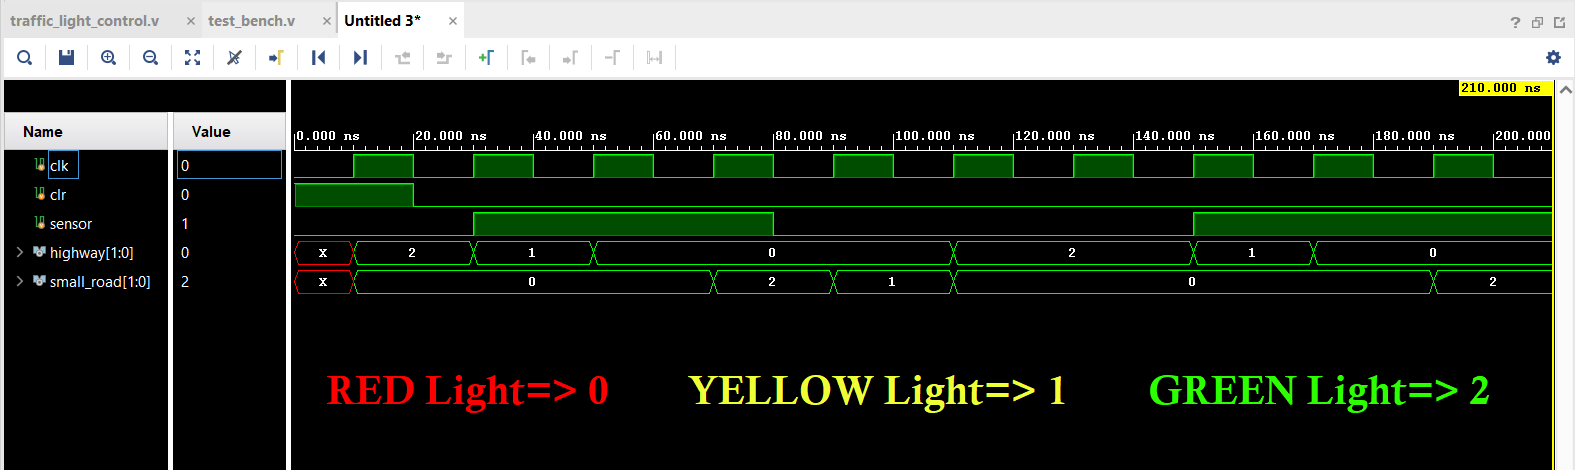 traffic_light_control.v × test_bench.v × Untitled 3* ×
?
210.000 ns
Name Value
0.000 ns 20.000 ns 40.000 ns 60.000 ns 80.000 ns 100.000 ns 120.000 ns 140.000 ns 160.000 ns 180.000 ns 200.000
clk 0
clr 0
sensor 1
highway[1:0] 0 X 2 1 0 2 1 0
small_road[1:0] 2 X 0 2 1 0 2
RED Light=> 0 YELLOW Light=> 1 GREEN Light=> 2